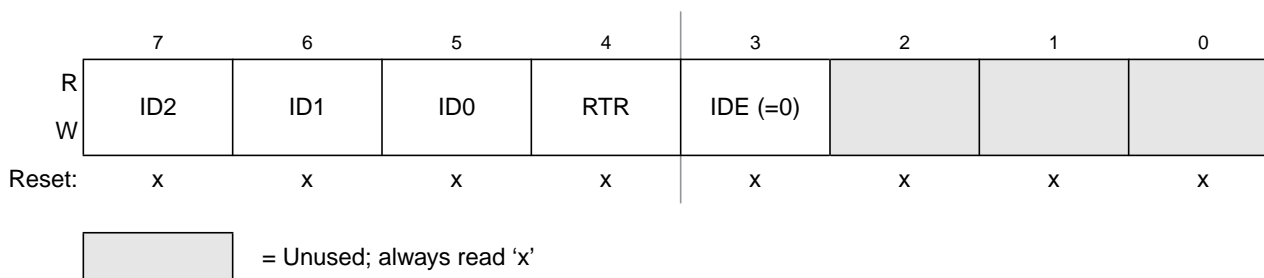 7 6 5 4 3 2 1 0
R
W
ID2 ID1 ID0 RTR IDE (=0)
Reset: x x x x x x x x
= Unused; always read ‘x’